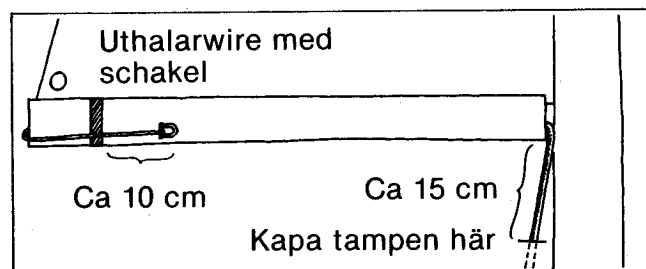 Uthalarwire med
schakel
Ca 10 cm
Ca 15 cm
Kapa tampen här